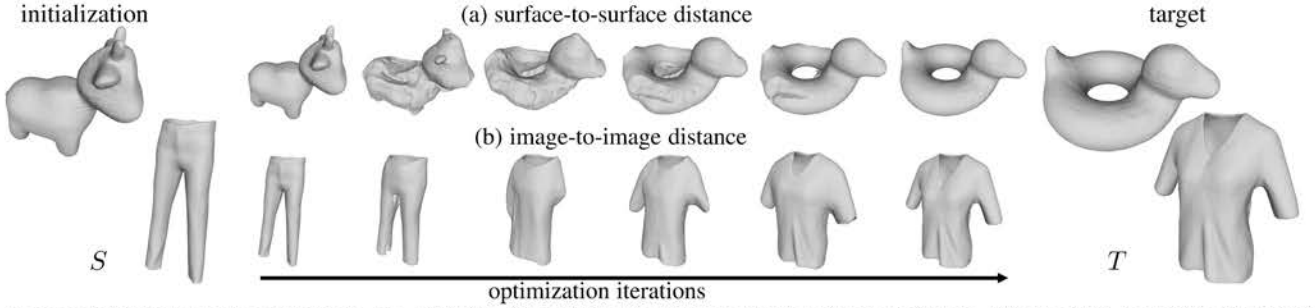 initialization
(a) surface-to-surface distance
target
(b) image-to-image distance
S
T
optimization iterations